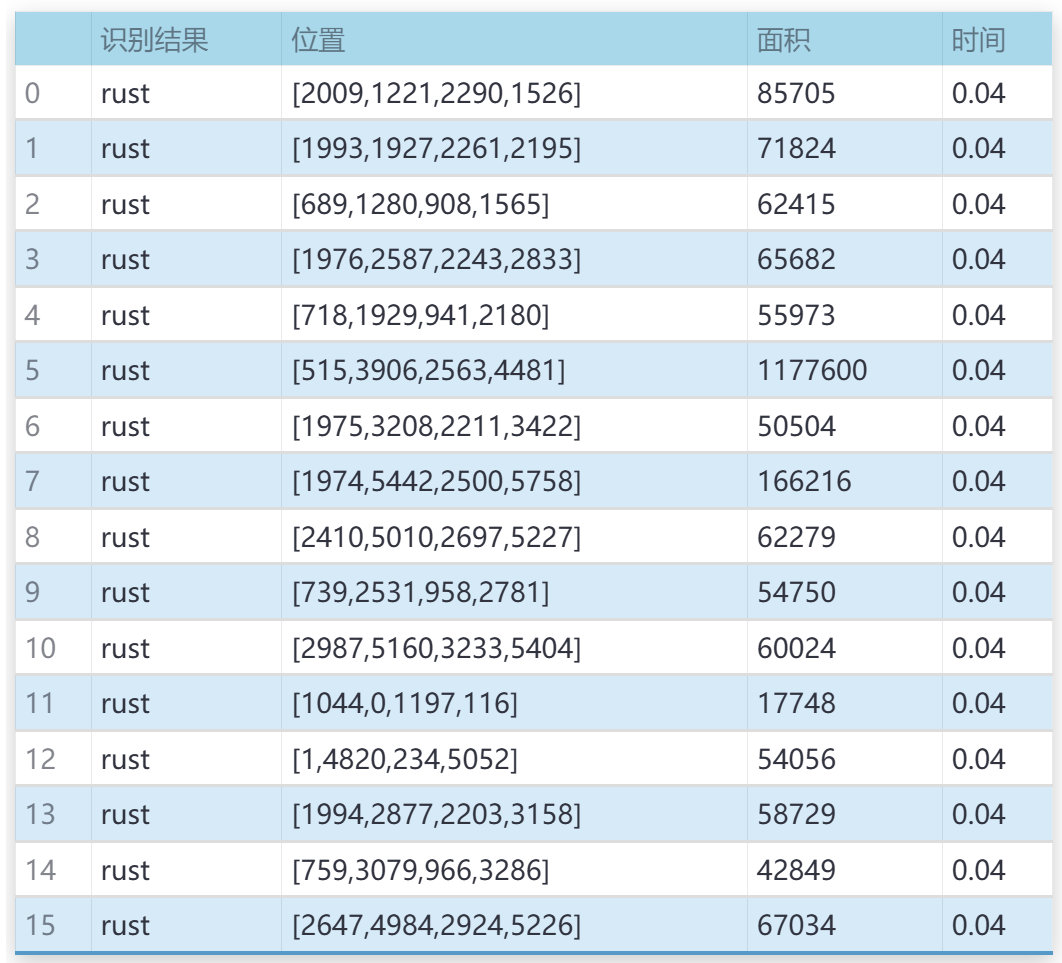 识别结果 位置 面积 时间
0 rust [2009,1221,2290,1526] 85705 0.04
1 rust [1993,1927,2261,2195] 71824 0.04
2 rust [689,1280,908,1565] 62415 0.04
3 rust [1976,2587,2243,2833] 65682 0.04
4 rust [718,1929,941,2180] 55973 0.04
5 rust [515,3906,2563,4481] 1177600 0.04
6 rust [1975,3208,2211,3422] 50504 0.04
7 rust [1974,5442,2500,5758] 166216 0.04
8 rust [2410,5010,2697,5227] 62279 0.04
9 rust [739,2531,958,2781] 54750 0.04
10 rust [2987,5160,3233,5404] 60024 0.04
11 rust [1044,0,1197,116] 17748 0.04
12 rust [1,4820,234,5052] 54056 0.04
13 rust [1994,2877,2203,3158] 58729 0.04
14 rust [759,3079,966,3286] 42849 0.04
15 rust [2647,4984,2924,5226] 67034 0.04